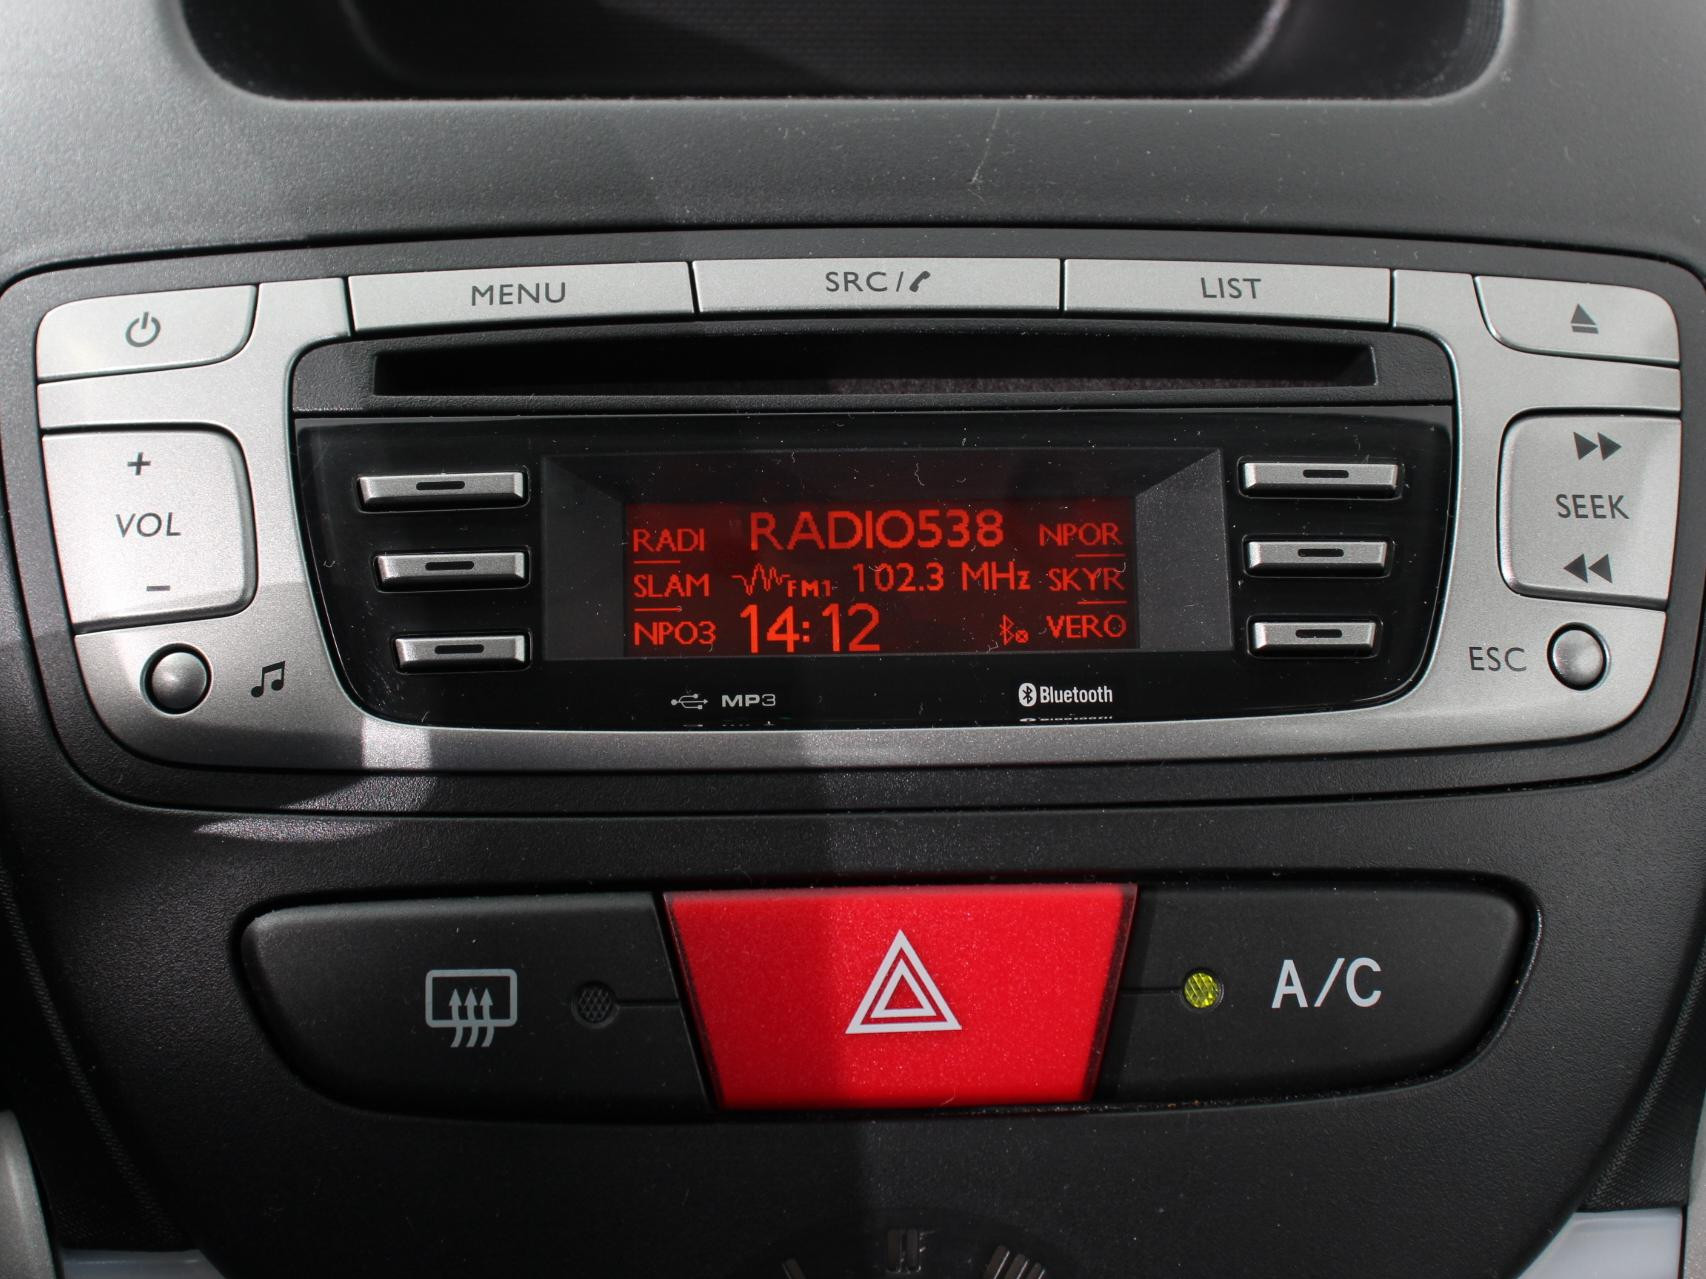 MENU
SRC/
LIST
+
VOL
-
SEEK
ESC
RADI RADIO538 NPOR
SLAM FM1 102.3 MHz SKYR
NPO3 14:12 VERO
MP3
Bluetooth
A/C